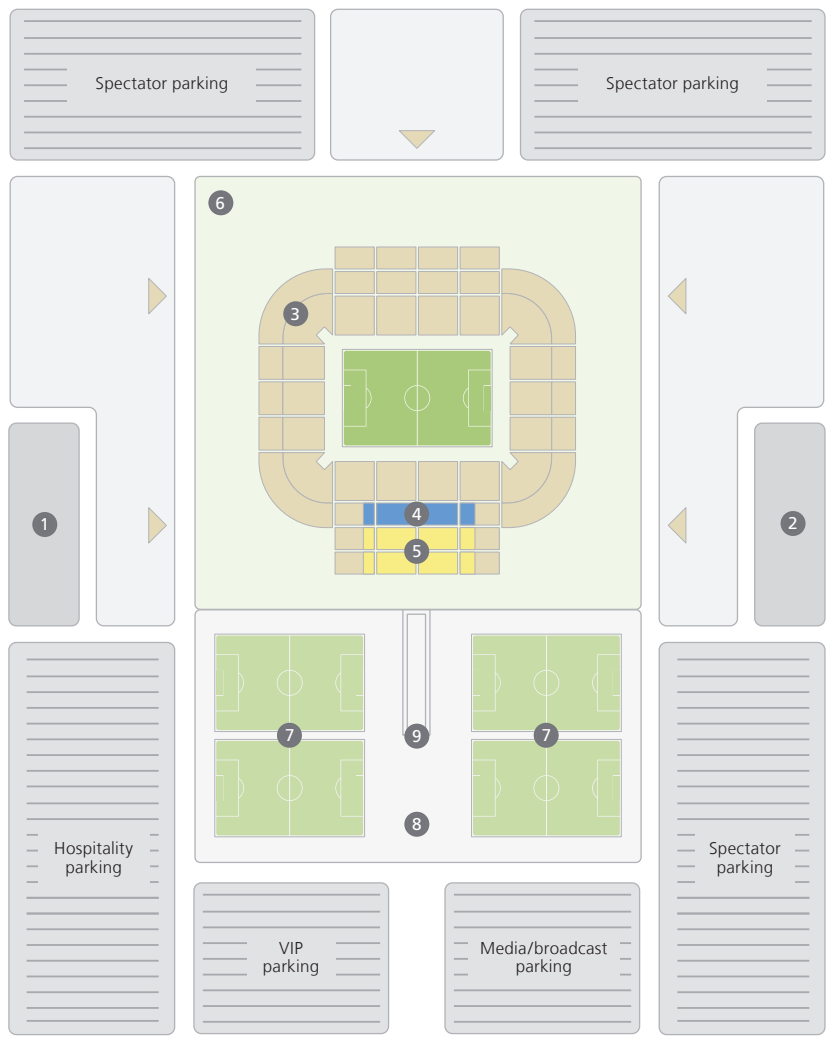 Spectator parking
Spectator parking
6
3
4
5
1
2
7
9
7
8
Hospitality
parking
Spectator
parking
VIP
parking
Media/broadcast
parking